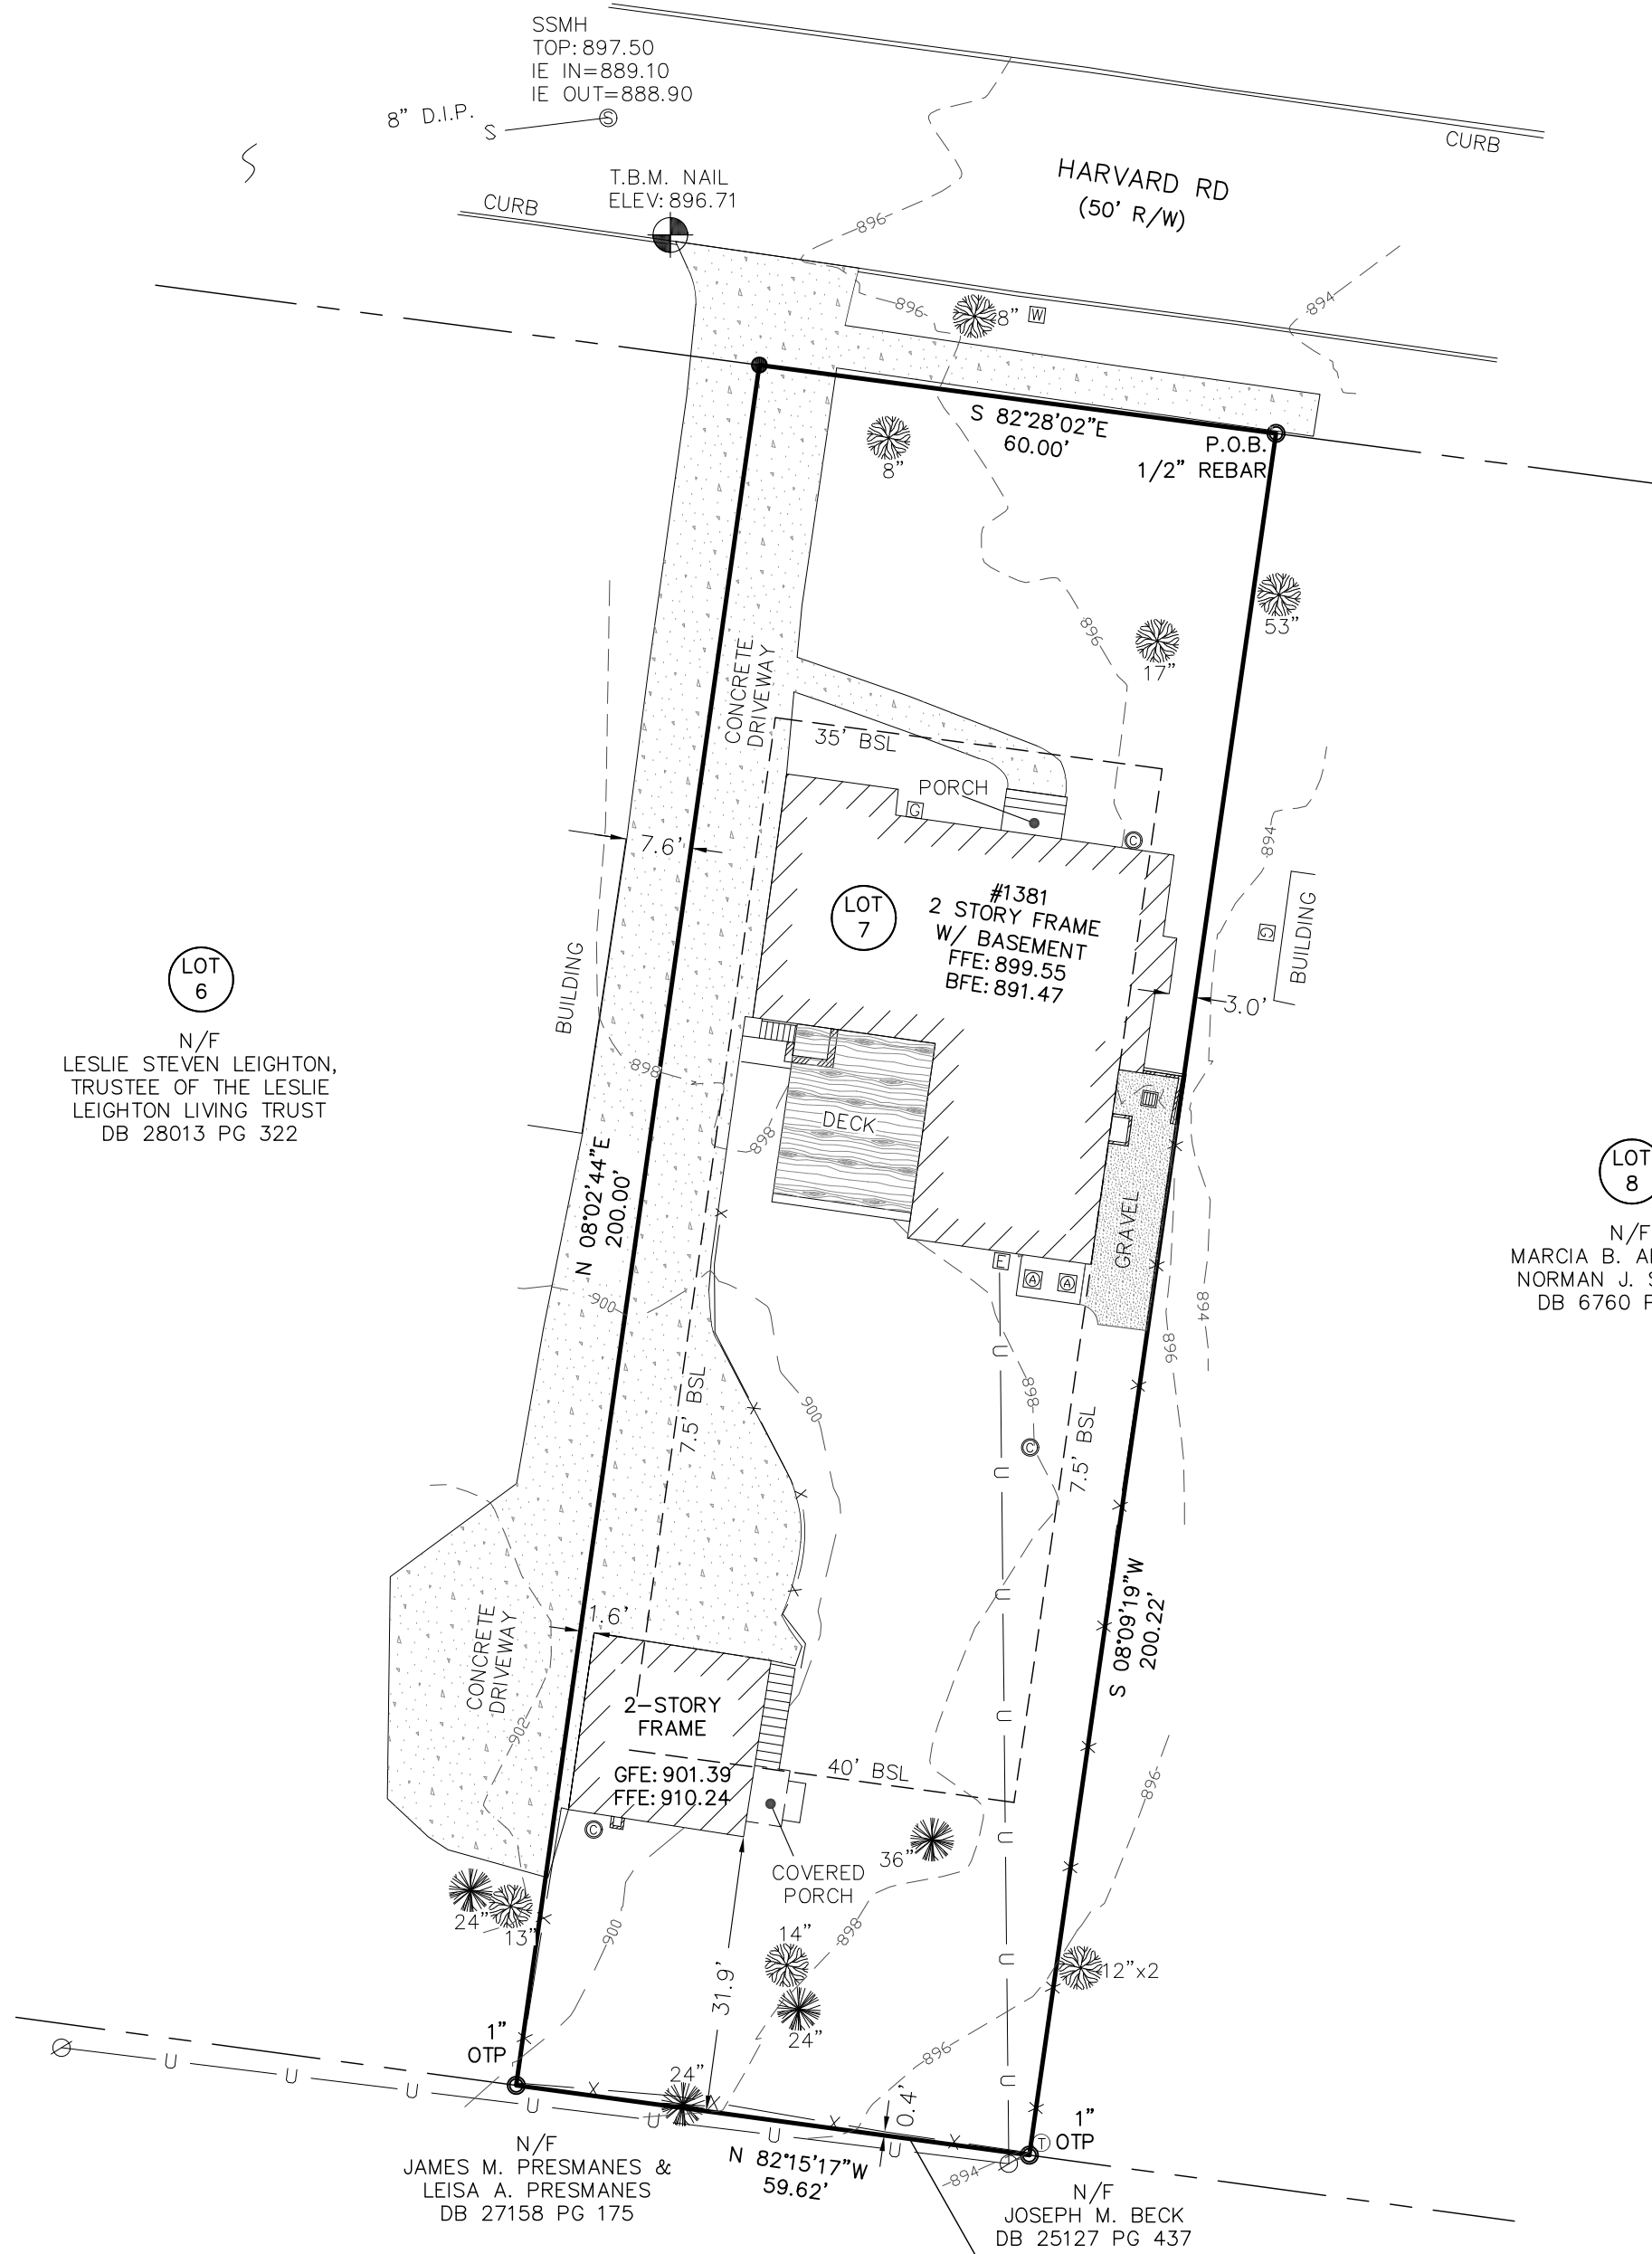 SSMH
TOP: 897.50
IE IN=889.10
IE OUT=888.90
8” D.I.P.
S
S
CURB
HARVARD RD
(50’ R/W)
T.B.M. NAIL
ELEV: 896.71
CURB
896
894
896
8”
W
S 82°28’02”E
60.00’
P.O.B.
1/2” REBAR
8”
53”
896
17”
CONCRETE
DRIVEWAY
35’ BSL
PORCH
G
C
7.6’
894
LOT
7
#1381
2 STORY FRAME
W/ BASEMENT
FFE: 899.55
BFE: 891.47
G
BUILDING
3.0’
BUILDING
LOT
6
N/F
LESLIE STEVEN LEIGHTON,
TRUSTEE OF THE LESLIE
LEIGHTON LIVING TRUST
DB 28013 PG 322
898
898
DECK
N 08°02’44”E
200.00’
GRAVEL
LOT
8
N/F
MARCIA B.
NORMAN J.
DB 6760
X
X
X
E
A
A
900
894
898
7.5’ BSL
900
898
C
7.5’ BSL
X
X
X
X
X
U
U
U
S 08°09’19”W
200.22’
1.6’
X
CONCRETE
DRIVEWAY
902
2-STORY
FRAME
GFE: 901.39
FFE: 910.24
40’ BSL
U
X
896
C
36”
U
X
COVERED
PORCH
24”
13”
X
900
14”
898
31.9’
24”
U
12”x2
X
1”
OTP
X
896
U
24”
X
X
X
X
X
0.4’
1”
OTP
T
U
U
U
U
U
U
U
894
N 82°15’17”W
59.62’
N/F
JAMES M. PRESMANES &
LEISA A. PRESMANES
DB 27158 PG 175
N/F
JOSEPH M. BECK
DB 25127 PG 437